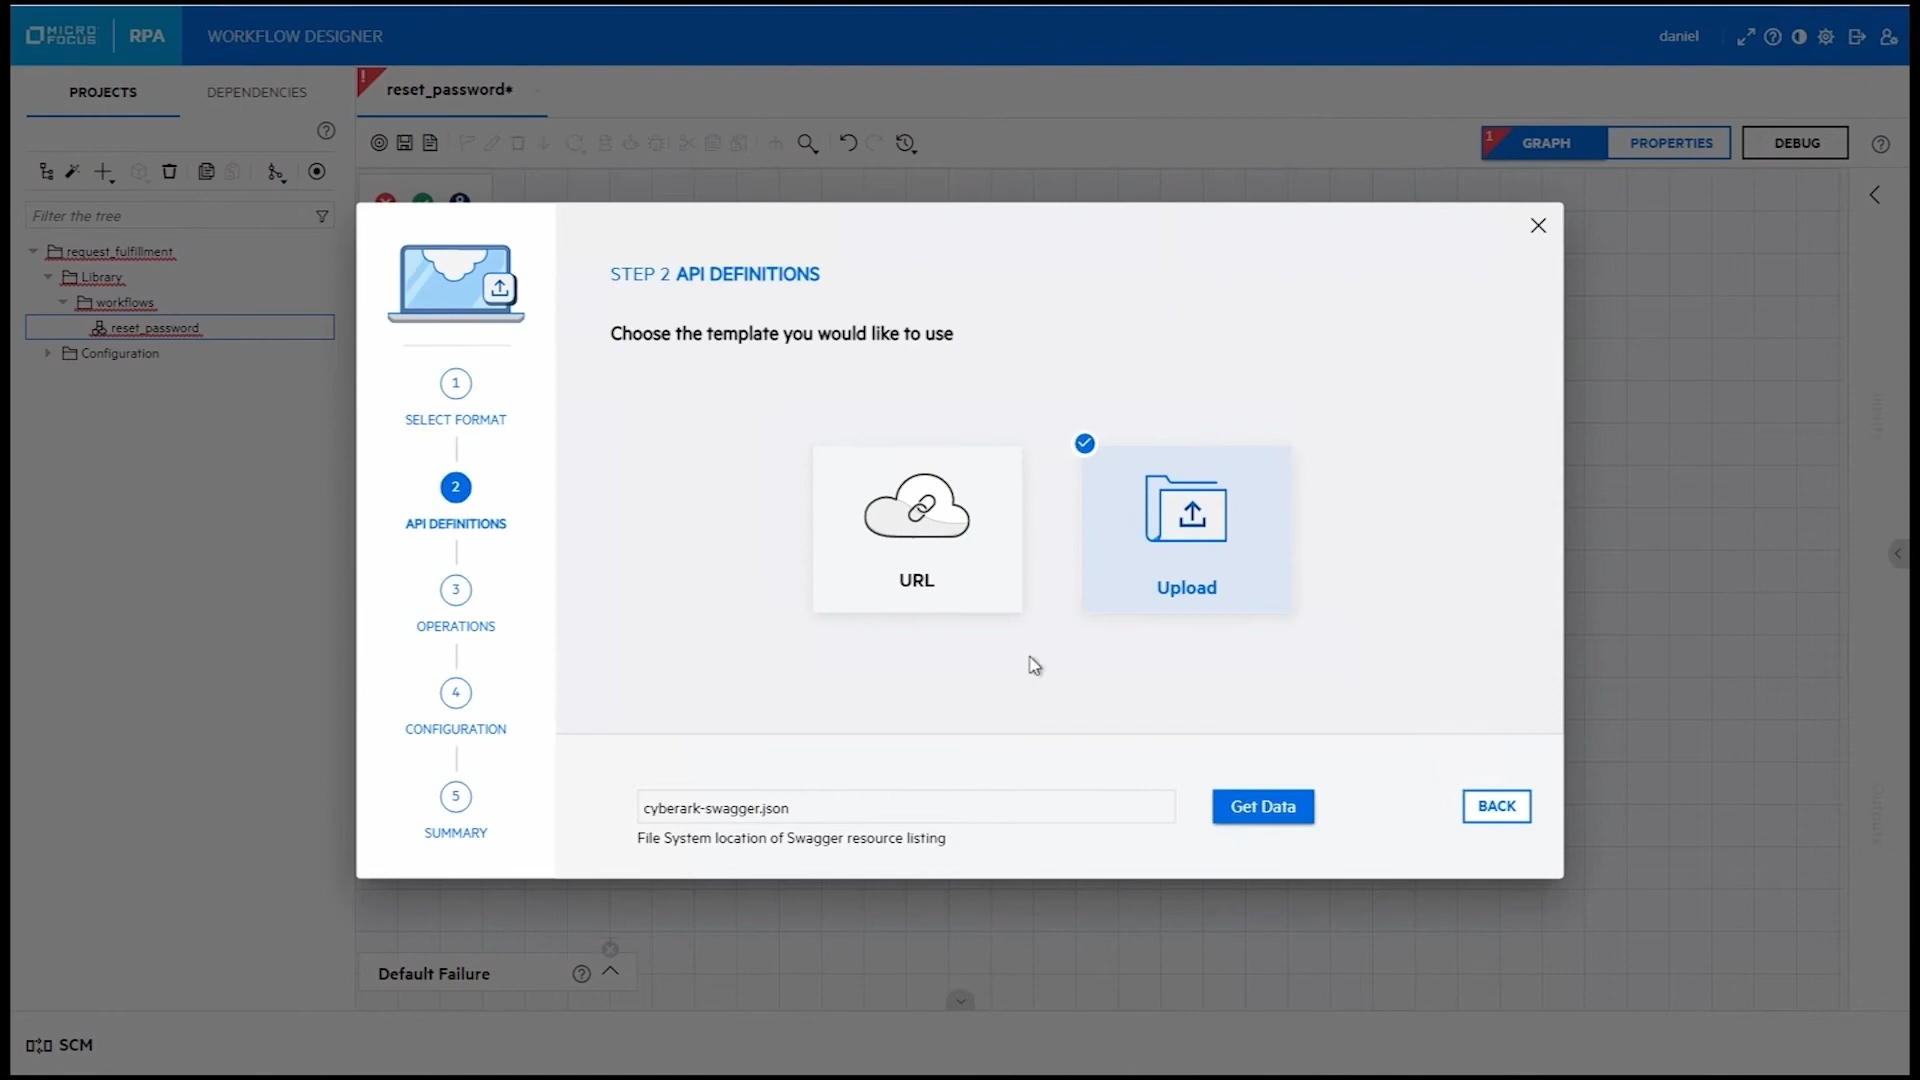 MICRO FOCUS RPA WORKFLOW DESIGNER daniel
PROJECTS DEPENDENCIES
! reset_password*
1 GRAPH PROPERTIES DEBUG
Filter the tree
request_fulfillment
Library
workflows
reset_password
Configuration
STEP 2 API DEFINITIONS
Choose the template you would like to use
1
SELECT FORMAT
2
API DEFINITIONS
3
OPERATIONS
4
CONFIGURATION
5
SUMMARY
URL
Upload
cyberark-swagger.json
Get Data
BACK
File System location of Swagger resource listing
Inputs
Outputs
Default Failure
SCM